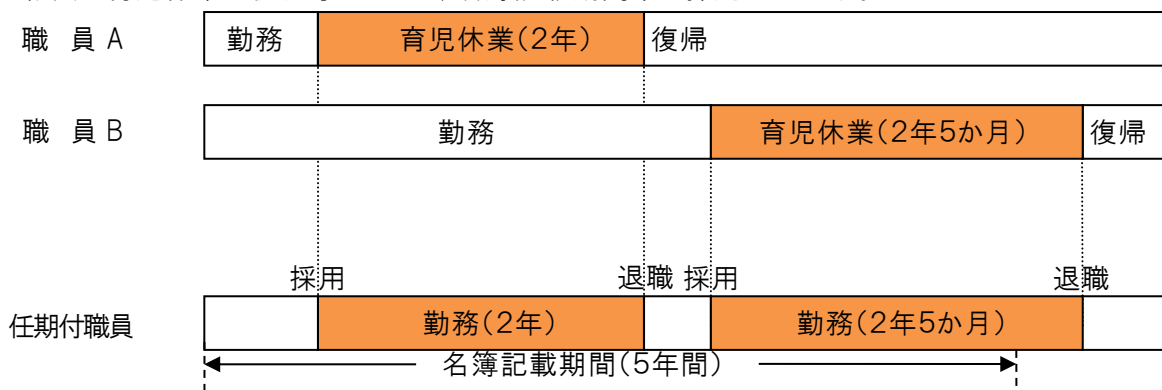 職　員 A　勤務　育児休業(2年)　復帰
職　員 B　勤務　育児休業(2年5か月)　復帰
採用　退職　採用　退職
任期付職員　勤務(2年)　勤務(2年5か月)
名簿記載期間(5年間)